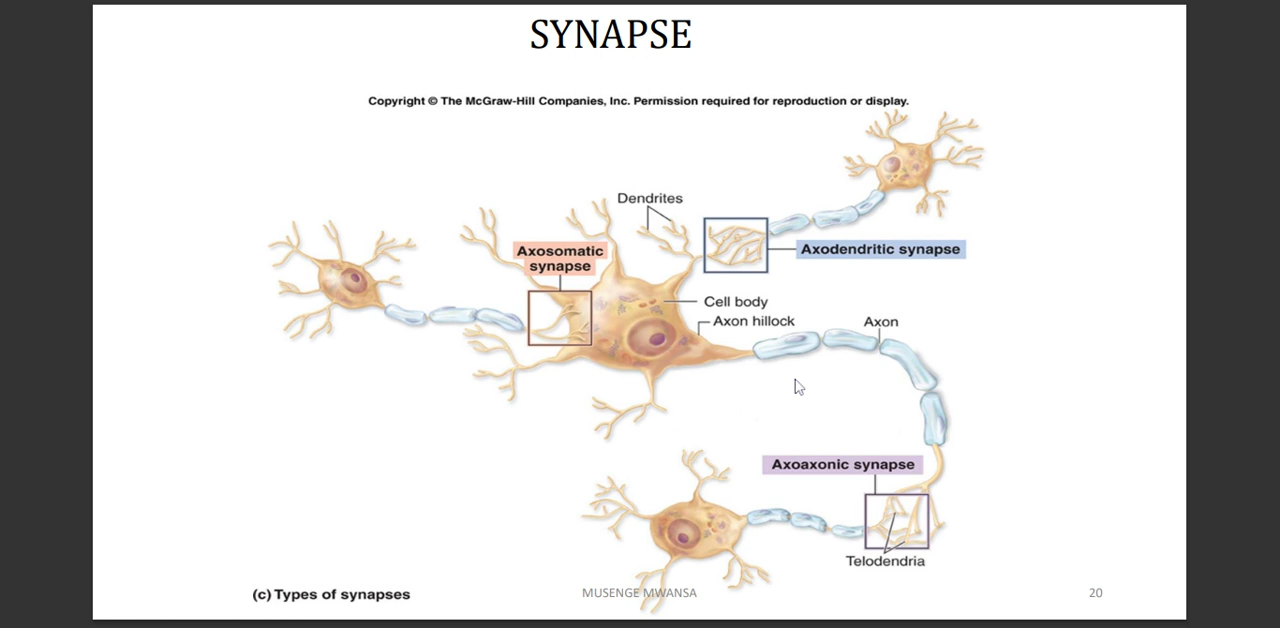 SYNAPSE
Copyright © The McGraw-Hill Companies, Inc. Permission required for reproduction or display.
Dendrites
Axosomatic
synapse
Axodendritic synapse
Cell body
Axon hillock
Axon
Axoaxonic synapse
Telodendria
(c) Types of synapses
MUSENGE MWANSA
20